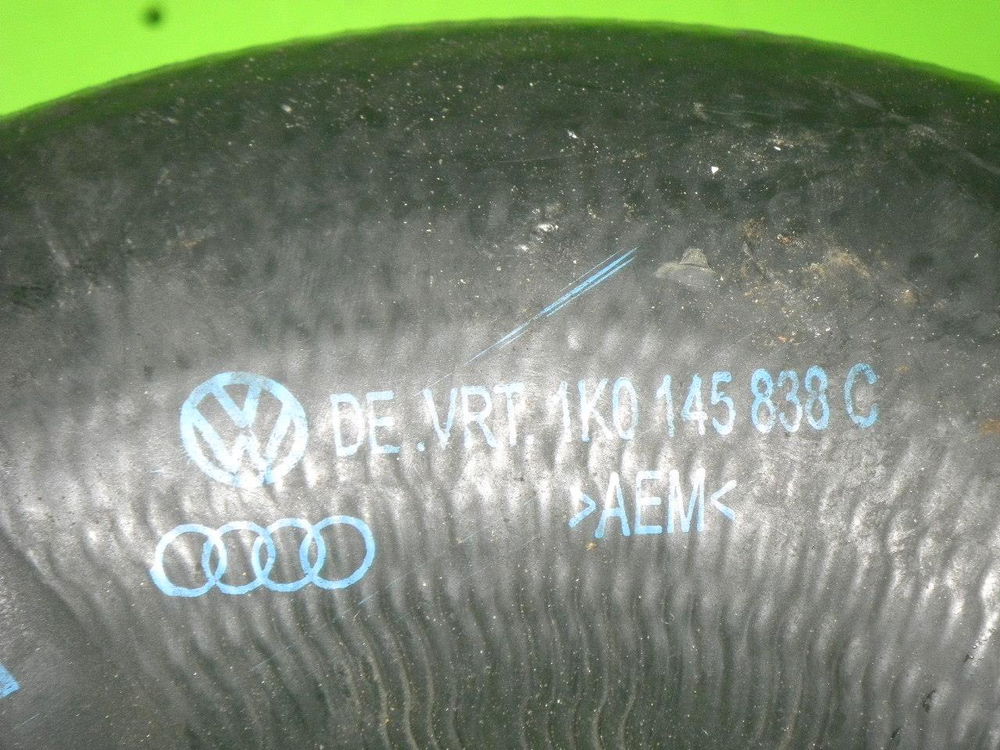 DE .VRT. 1K0 145 838 C
>AEM<